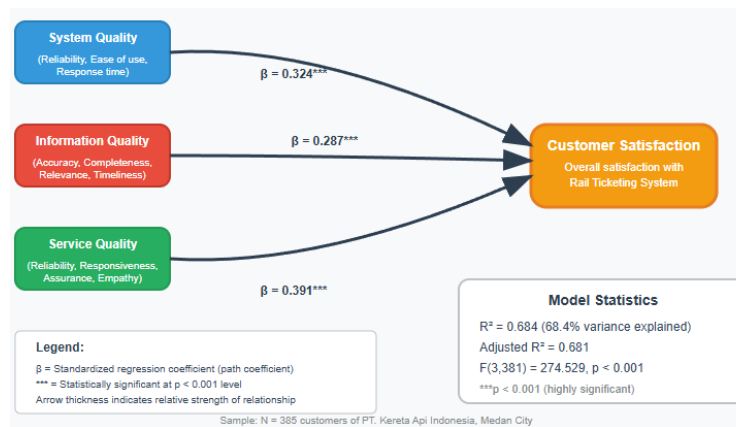 System Quality
(Reliability, Ease of use,
Response time)
β = 0.324***
Information Quality
(Accuracy, Completeness,
Relevance, Timeliness)
β = 0.287***
Customer Satisfaction
Overall satisfaction with
Rail Ticketing System
Service Quality
(Reliability, Responsiveness,
Assurance, Empathy)
β = 0.391***
Model Statistics
R² = 0.684 (68.4% variance explained)
Adjusted R² = 0.681
F(3,381) = 274.529, p < 0.001
***p < 0.001 (highly significant)
Legend:
β = Standardized regression coefficient (path coefficient)
*** = Statistically significant at p < 0.001 level
Arrow thickness indicates relative strength of relationship
Sample: N = 385 customers of PT. Kereta Api Indonesia, Medan City